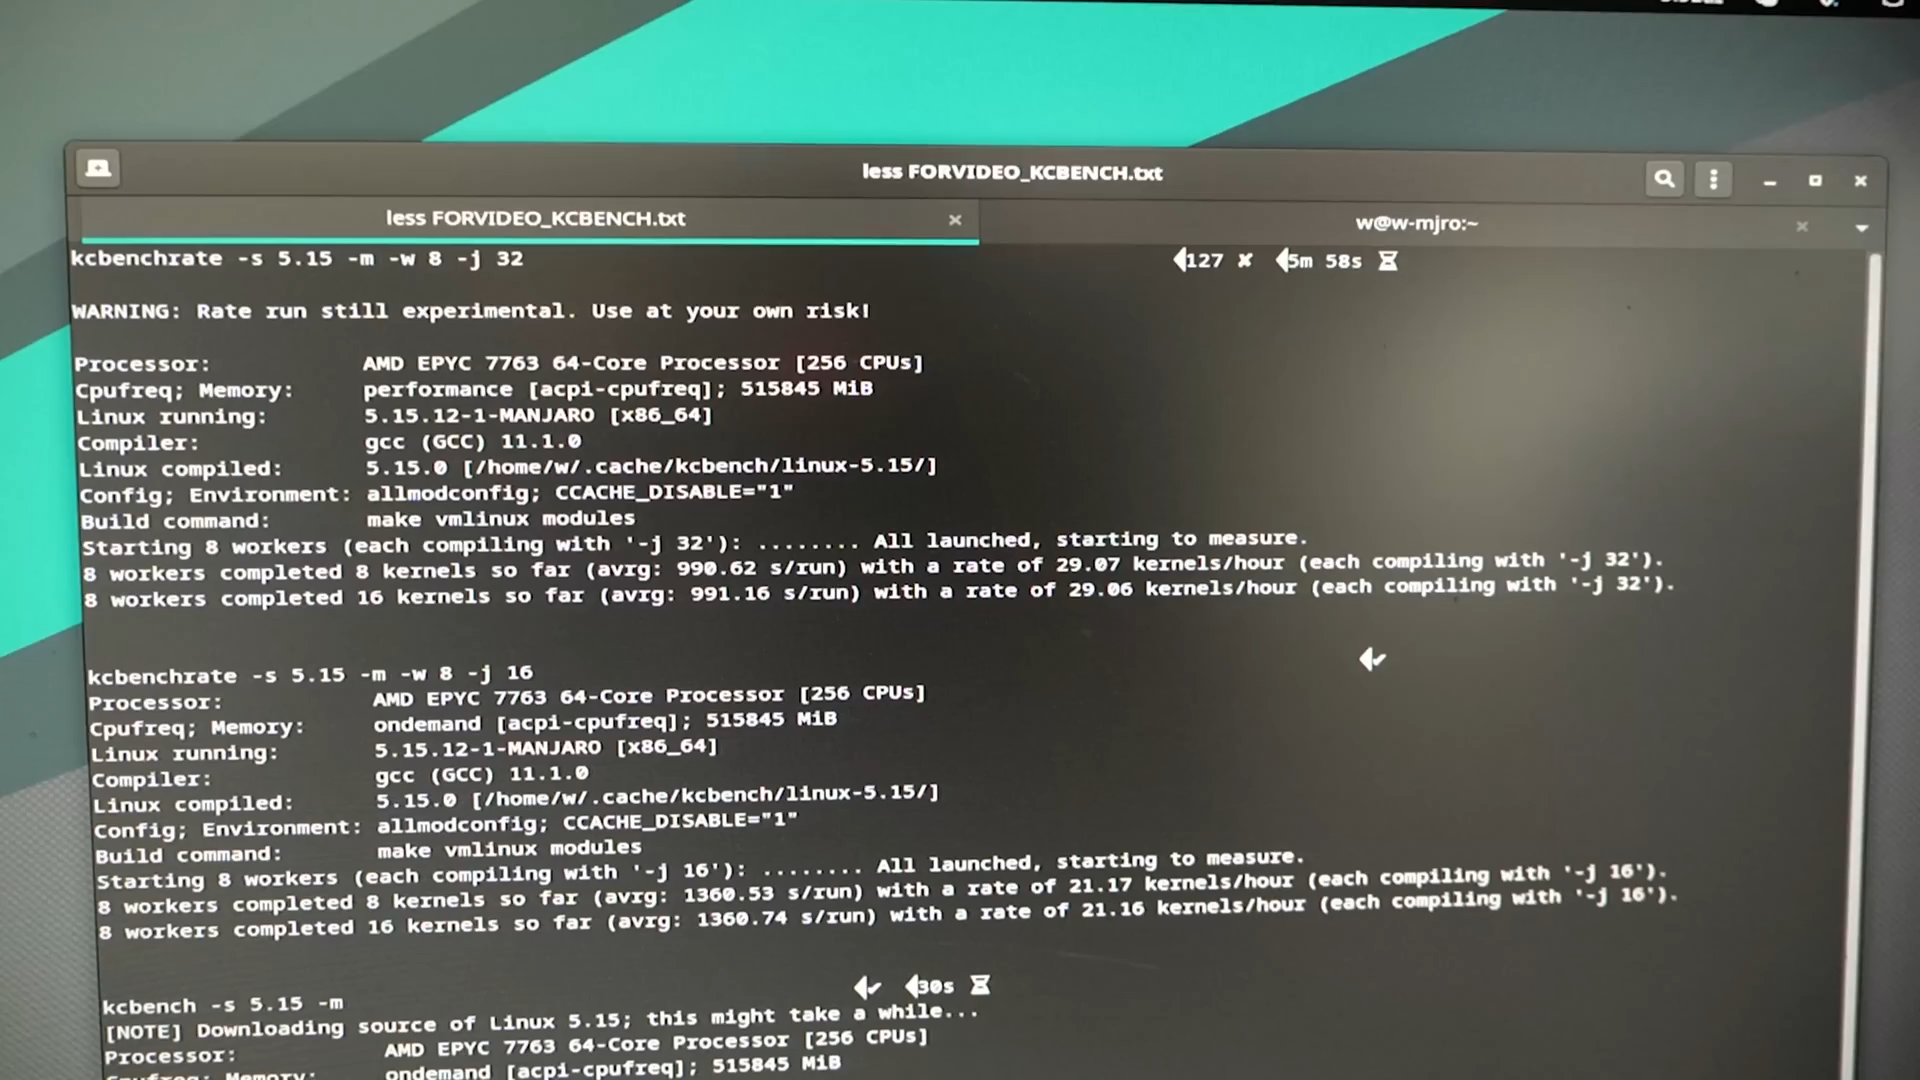 less FORVIDEO_KCBENCH.txt
less FORVIDEO_KCBENCH.txt
w@w-mjro:~
kcbenchrate -s 5.15 -m -w 8 -j 32
127 ✘ 5m 58s
WARNING: Rate run still experimental. Use at your own risk!
Processor: AMD EPYC 7763 64-Core Processor [256 CPUs]
Cpufreq; Memory: performance [acpi-cpufreq]; 515845 MiB
Linux running: 5.15.12-1-MANJARO [x86_64]
Compiler: gcc (GCC) 11.1.0
Linux compiled: 5.15.0 [/home/w/.cache/kcbench/linux-5.15/]
Config; Environment: allmodconfig; CCACHE_DISABLE="1"
Build command: make vmlinux modules
Starting 8 workers (each compiling with '-j 32'): ........ All launched, starting to measure.
8 workers completed 8 kernels so far (avrg: 990.62 s/run) with a rate of 29.07 kernels/hour (each compiling with '-j 32').
8 workers completed 16 kernels so far (avrg: 991.16 s/run) with a rate of 29.06 kernels/hour (each compiling with '-j 32').
kcbenchrate -s 5.15 -m -w 8 -j 16
Processor: AMD EPYC 7763 64-Core Processor [256 CPUs]
Cpufreq; Memory: ondemand [acpi-cpufreq]; 515845 MiB
Linux running: 5.15.12-1-MANJARO [x86_64]
Compiler: gcc (GCC) 11.1.0
Linux compiled: 5.15.0 [/home/w/.cache/kcbench/linux-5.15/]
Config; Environment: allmodconfig; CCACHE_DISABLE="1"
Build command: make vmlinux modules
Starting 8 workers (each compiling with '-j 16'): ........ All launched, starting to measure.
8 workers completed 8 kernels so far (avrg: 1360.53 s/run) with a rate of 21.17 kernels/hour (each compiling with '-j 16').
8 workers completed 16 kernels so far (avrg: 1360.74 s/run) with a rate of 21.16 kernels/hour (each compiling with '-j 16').
30s
kcbench -s 5.15 -m
[NOTE] Downloading source of Linux 5.15; this might take a while...
Processor: AMD EPYC 7763 64-Core Processor [256 CPUs]
Cpufreq; Memory: ondemand [acpi-cpufreq]; 515845 MiB